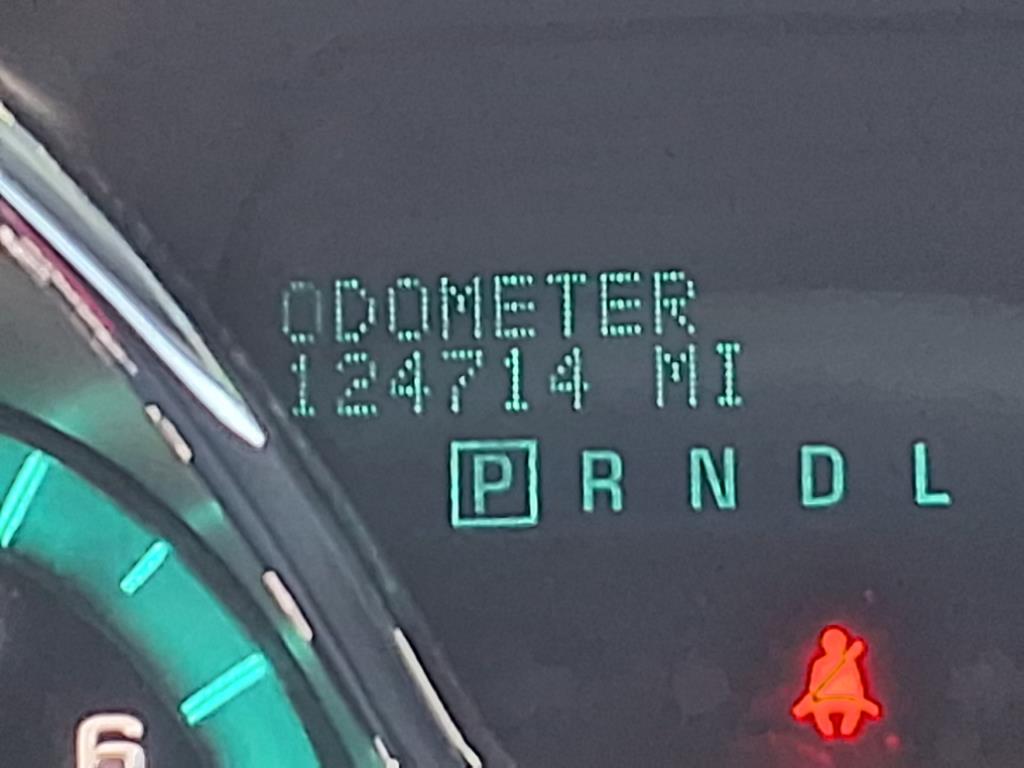 ODOMETER
124714 MI
P R N D L
6